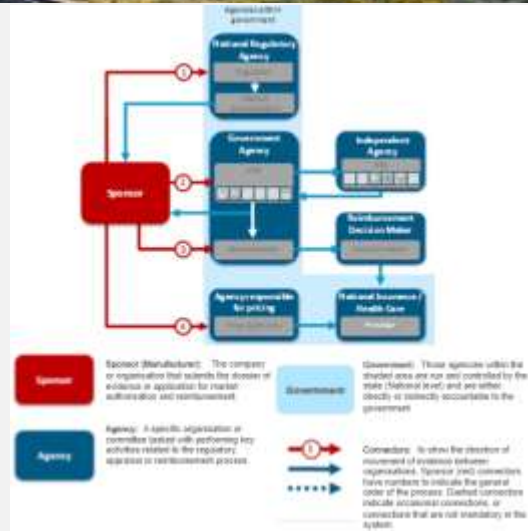 Agencies within
government
National Regulatory
Agency
1
Government
Agency
Independent
Agency
2
Sponsor
Reimbursement
Decision Maker
3
Agency responsible
for pricing
National Insurance /
Health Care
Provider
4
Sponsor
Sponsor (Manufacturer): The company
or organisation that submits the dossier of
evidence or application for market
authorisation and reimbursement.
Government
Government: Those agencies within the
shaded area are run and controlled by the
state (National level) and are either
directly or indirectly accountable to the
government
Agency
Agency: A specific organisation or
committee tasked with performing key
activities related to the regulatory,
appraisal or reimbursement process.
Connectors: to show the direction of
movement of evidence between
organisations. Sponsor (red) connectors
have numbers to indicate the general
order of the process. Dashed connectors
indicate occasional connections, or
connections that are not mandatory in the
system.